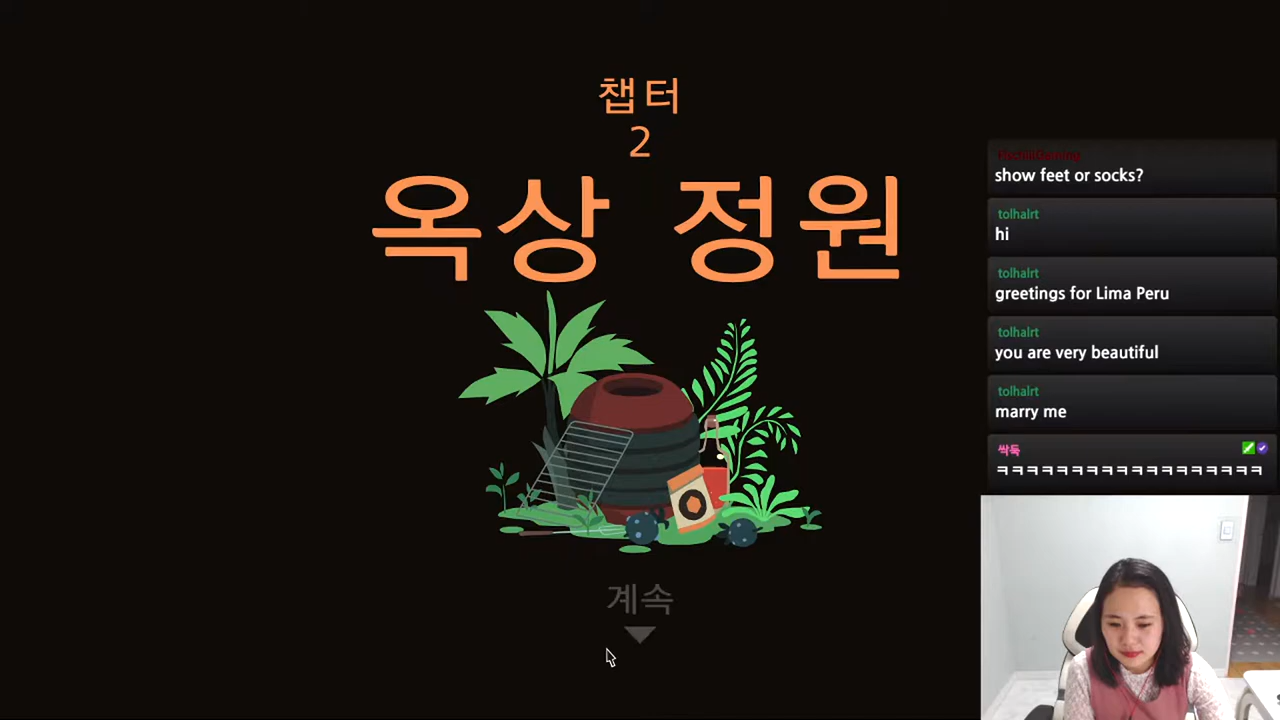 챕터
2
옥상 정원
계속
show feet or socks?
tolhalrt
hi
tolhalrt
greetings for Lima Peru
tolhalrt
you are very beautiful
tolhalrt
marry me
싹둑
ㅋㅋㅋㅋㅋㅋㅋㅋㅋㅋㅋㅋㅋㅋㅋㅋㅋㅋ